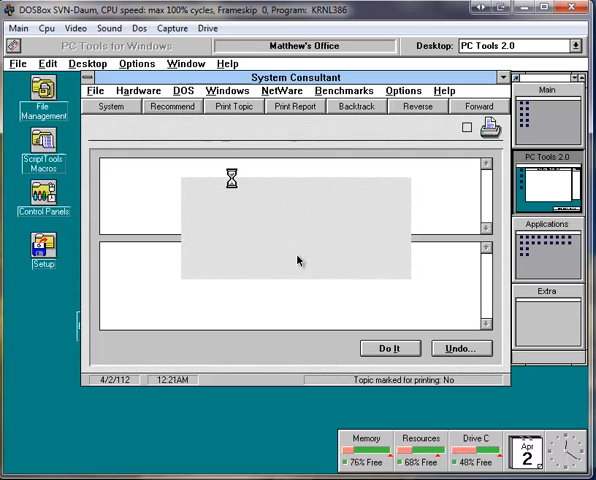 DOSBox SVN-Daum, CPU speed: max 100% cycles, Frameskip 0, Program: KRNL386
Main Cpu Video Sound Dos Capture Drive
PC Tools for Windows Matthew's Office Desktop: PC Tools 2.0
File Edit Desktop Options Window Help
System Consultant
File Hardware DOS Windows NetWare Benchmarks Options Help
System Recommend Print Topic Print Report Backtrack Reverse Forward
File
Management
ScriptTools
Macros
Control Panels
Setup
Main
PC Tools 2.0
Applications
Extra
Do It Undo...
4/2/112 12:21AM Topic marked for printing: No
Memory Resources Drive C
76% Free 68% Free 48% Free
Apr
2